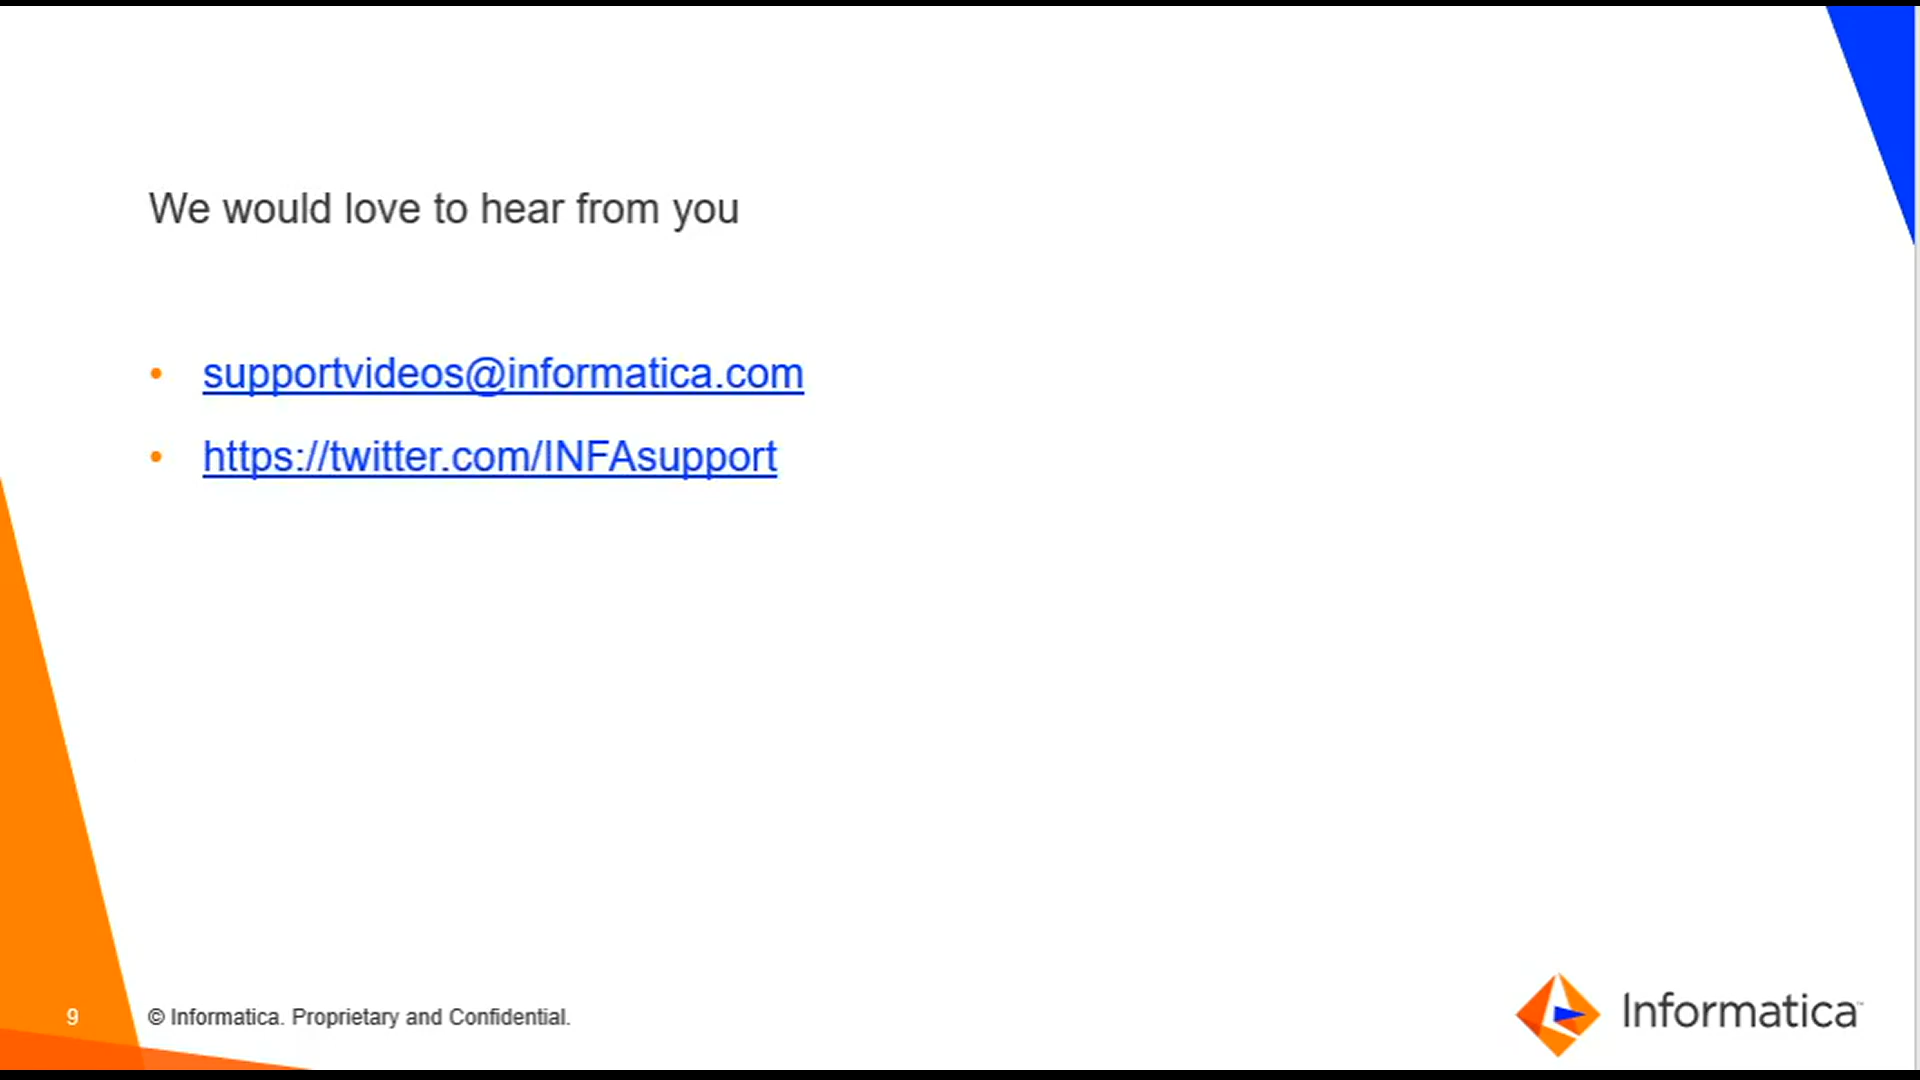 We would love to hear from you
• supportvideos@informatica.com
• https://twitter.com/INFAsupport
9
© Informatica. Proprietary and Confidential.
Informatica™